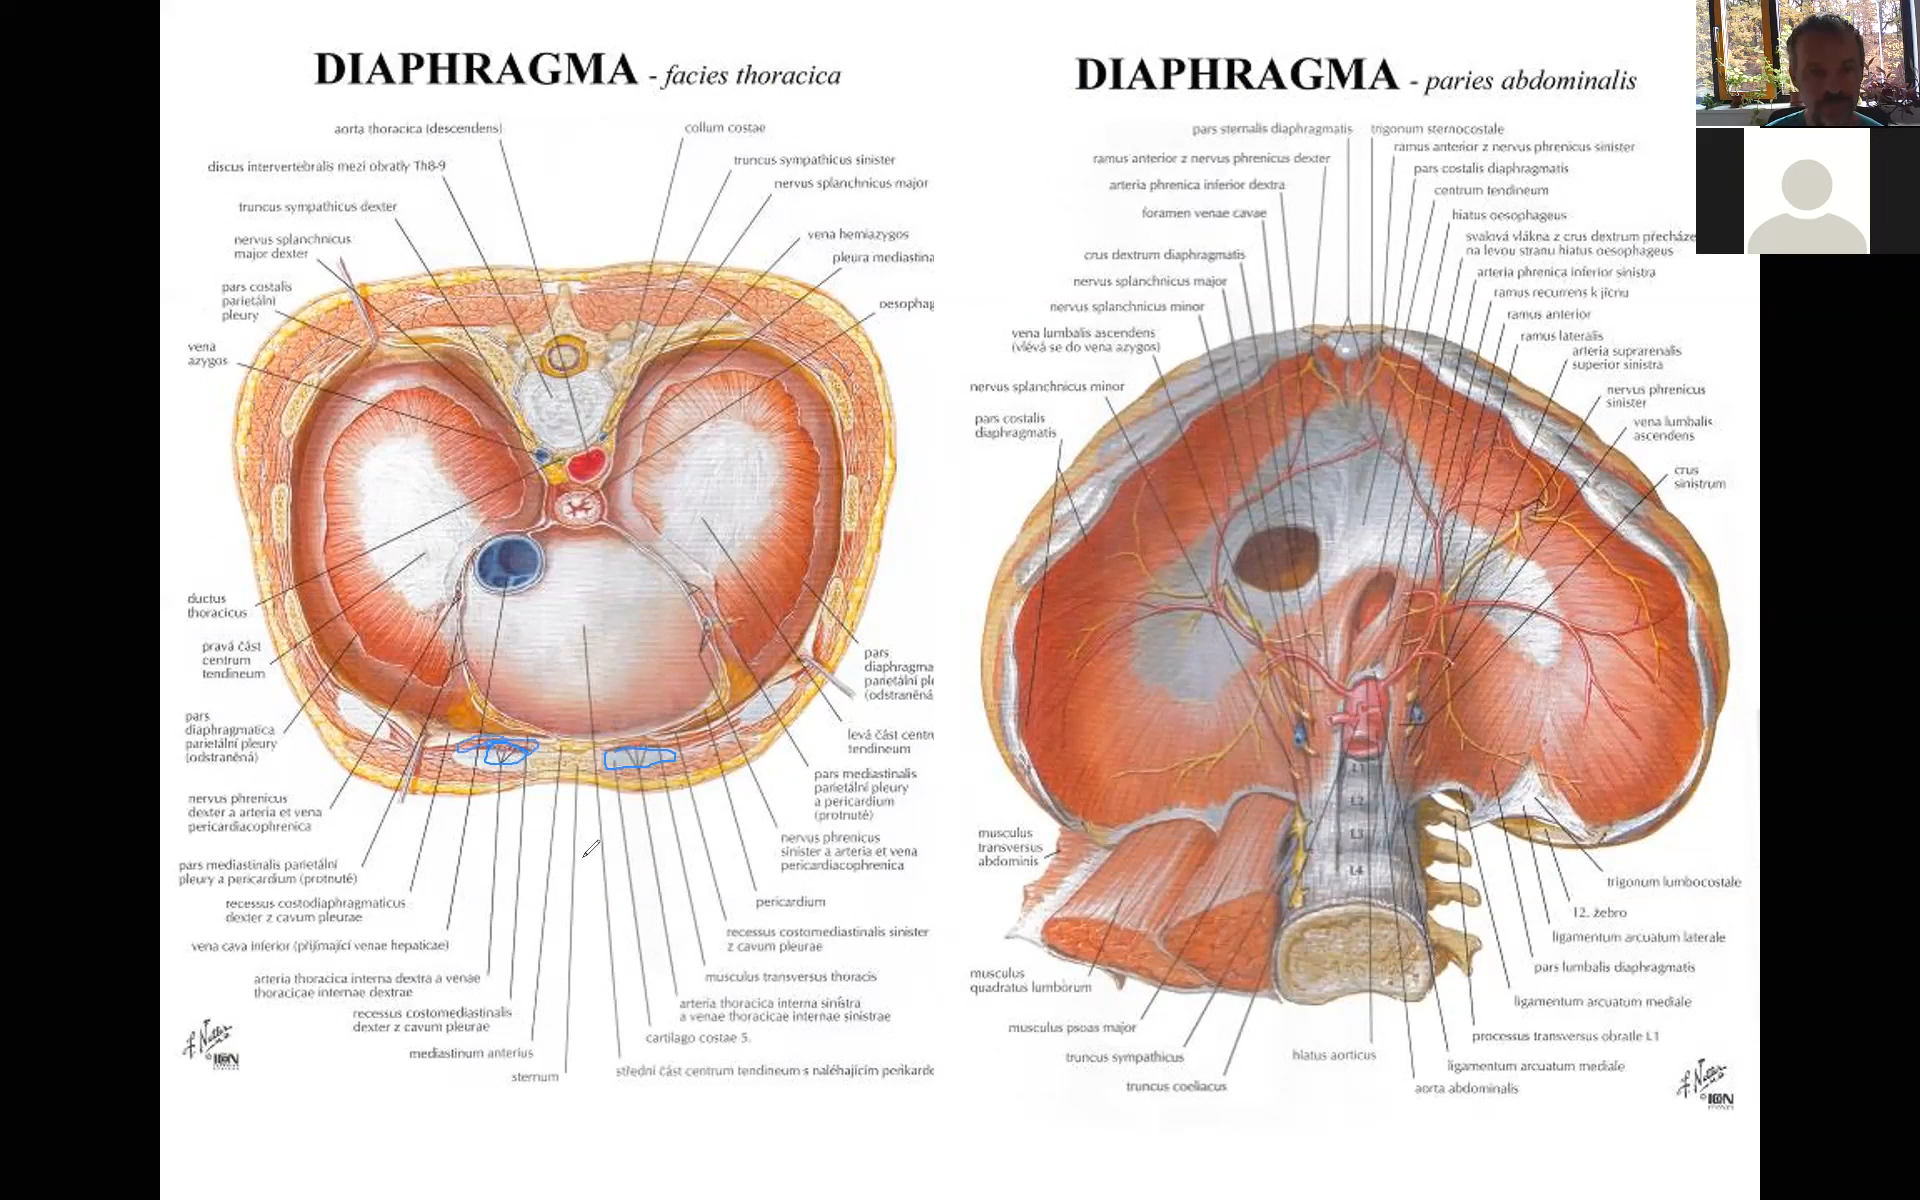 DIAPHRAGMA - facies thoracica
aorta thoracica (descendens)
collum costae
discus intervertebralis mezi obratly Th8-9
truncus sympathicus sinister
nervus splanchnicus major
truncus sympathicus dexter
nervus splanchnicus
major dexter
vena hemiazygos
pleura mediastina
pars costalis
parietální
pleury
oesophag
vena
azygos
ductus
thoracicus
pravá část
centrum
tendineum
pars
diaphragma
parietální ple
(odstraněná
pars
diaphragmatica
parietální pleury
(odstraněná)
levá část centr
tendineum
pars mediastinalis
parietální pleury
a pericardium
(protnuté)
nervus phrenicus
dexter a arteria et vena
pericardiacophrenica
nervus phrenicus
sinister a arteria et vena
pericardiacophrenica
pars mediastinalis parietální
pleury a pericardium (protnuté)
recessus costodiaphragmaticus
dexter z cavum pleurae
pericardium
vena cava inferior (přijímající venae hepaticae)
recessus costomediastinalis sinister
z cavum pleurae
arteria thoracica interna dextra a venae
thoracicae internae dextrae
musculus transversus thoracis
recessus costomediastinalis
dexter z cavum pleurae
arteria thoracica interna sinistra
a venae thoracicae internae sinistrae
mediastinum anterius
cartilago costae 5.
sternum
střední část centrum tendineum s naléhajícím perikarde
DIAPHRAGMA - paries abdominalis
pars sternalis diaphragmatis
trigonum sternocostale
ramus anterior z nervus phrenicus dexter
ramus anterior z nervus phrenicus sinister
arteria phrenica inferior dextra
pars costalis diaphragmatis
foramen venae cavae
centrum tendineum
hiatus oesophageus
crus dextrum diaphragmatis
svalová vlákna z crus dextrum přecháze
na levou stranu hiatus oesophageus
nervus splanchnicus major
arteria phrenica inferior sinistra
nervus splanchnicus minor
ramus recurrens k jícnu
ramus anterior
vena lumbalis ascendens
(vlévá se do vena azygos)
ramus lateralis
arteria suprarenalis
superior sinistra
nervus splanchnicus minor
nervus phrenicus
sinister
pars costalis
diaphragmatis
vena lumbalis
ascendens
crus
sinistrum
L1
L2
L3
L4
musculus
transversus
abdominis
trigonum lumbocostale
12. žebro
ligamentum arcuatum laterale
musculus
quadratus lumborum
pars lumbalis diaphragmatis
ligamentum arcuatum mediale
musculus psoas major
processus transversus obratle L1
truncus sympathicus
hiatus aorticus
ligamentum arcuatum mediale
truncus coeliacus
aorta abdominalis